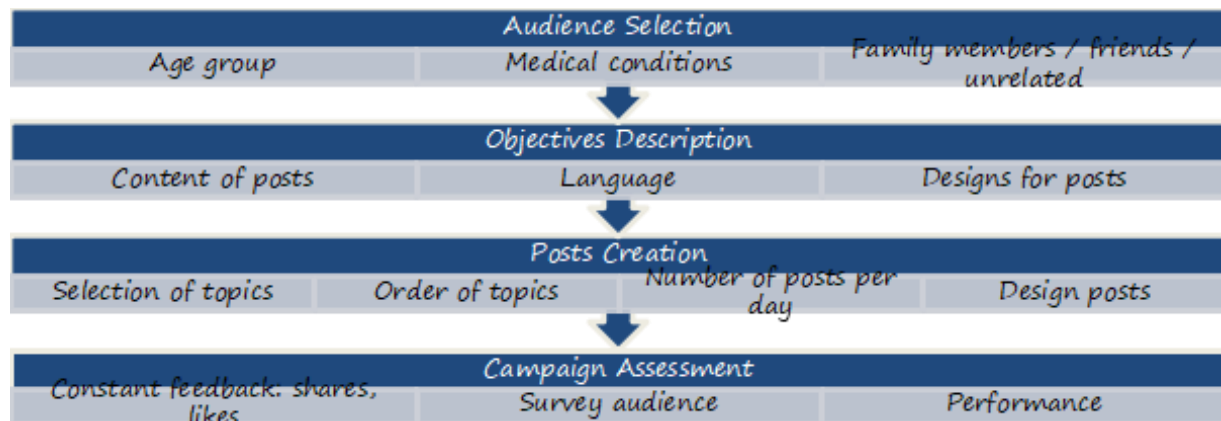 Audience Selection
Age group
Medical conditions
Family members / friends /
unrelated
Objectives Description
Content of posts
Language
Designs for posts
Posts Creation
Selection of topics
Order of topics
Number of posts per
day
Design posts
Campaign Assessment
Constant feedback: shares,
likes
Survey audience
Performance